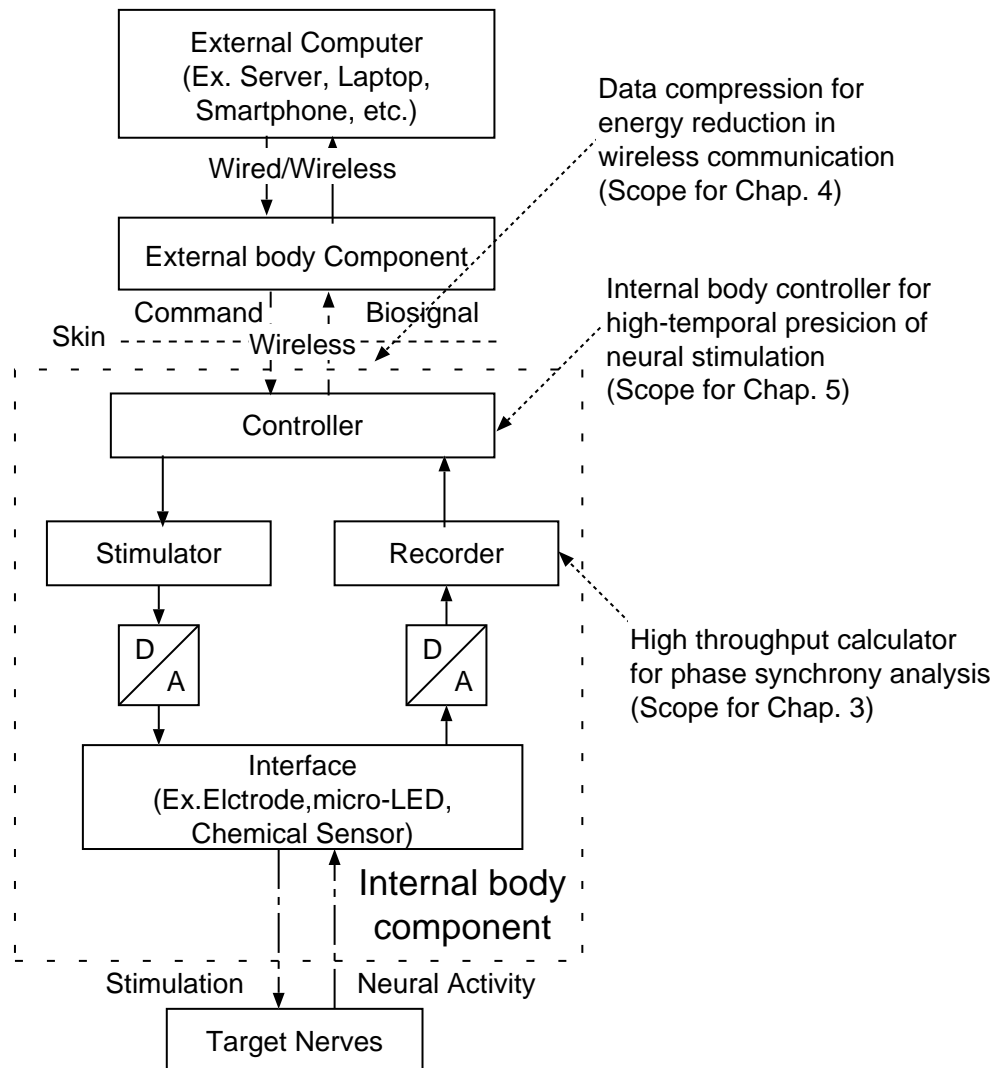 External Computer
(Ex. Server, Laptop,
Smartphone, etc.)
Data compression for
energy reduction in
wireless communication
(Scope for Chap. 4)
Wired/Wireless
External body Component
Command
Biosignal
Internal body controller for
high-temporal presicion of
neural stimulation
(Scope for Chap. 5)
Skin
Wireless
Controller
Stimulator
Recorder
D
A
D
A
High throughput calculator
for phase synchrony analysis
(Scope for Chap. 3)
Interface
(Ex.Elctrode,micro-LED,
Chemical Sensor)
Internal body
component
Stimulation
Neural Activity
Target Nerves